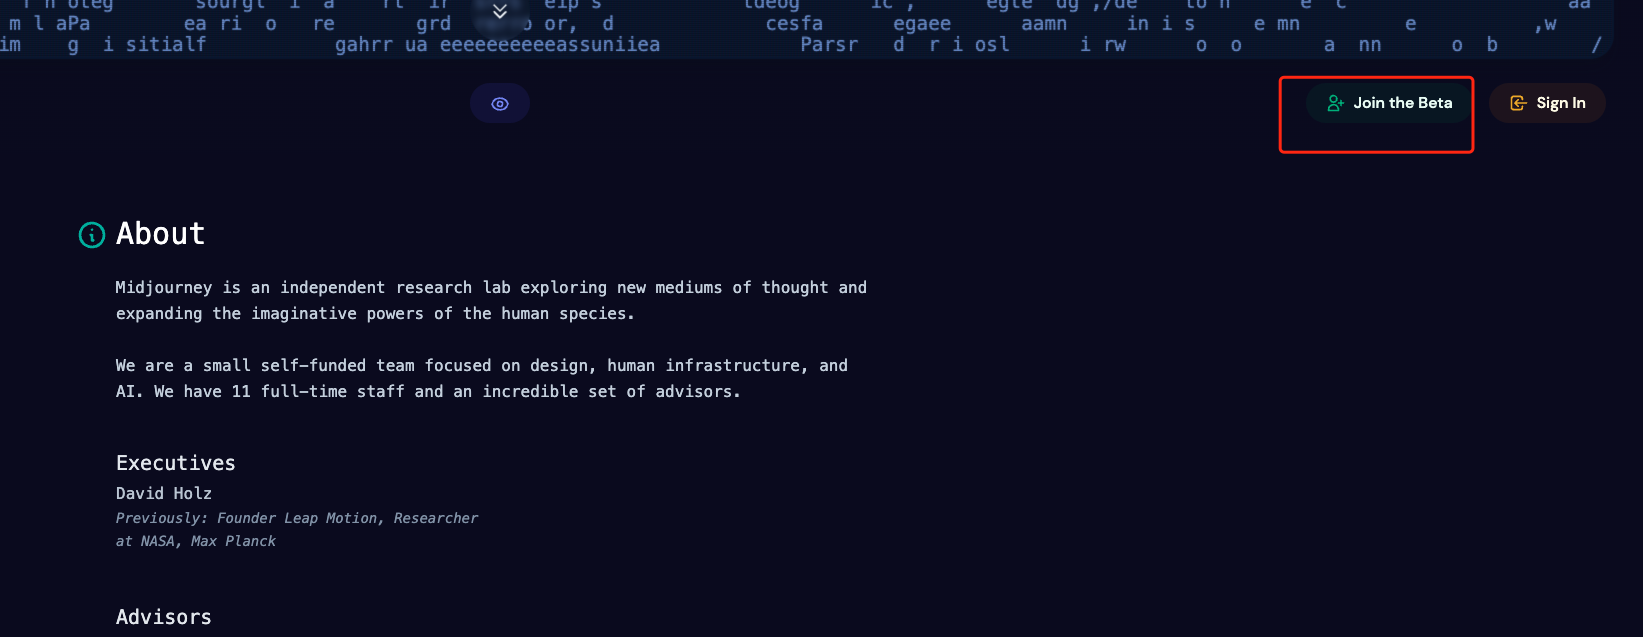 m l aPa ea ri o re grd or, d cesfa egaee aamn in i s e mn e ,w
im g i sitialf gahrr ua eeeeeeeeeeassuniiea Parsr d r i osl i rw o o a nn o b /
Join the Beta
Sign In
About
Midjourney is an independent research lab exploring new mediums of thought and
expanding the imaginative powers of the human species.
We are a small self-funded team focused on design, human infrastructure, and
AI. We have 11 full-time staff and an incredible set of advisors.
Executives
David Holz
Previously: Founder Leap Motion, Researcher
at NASA, Max Planck
Advisors